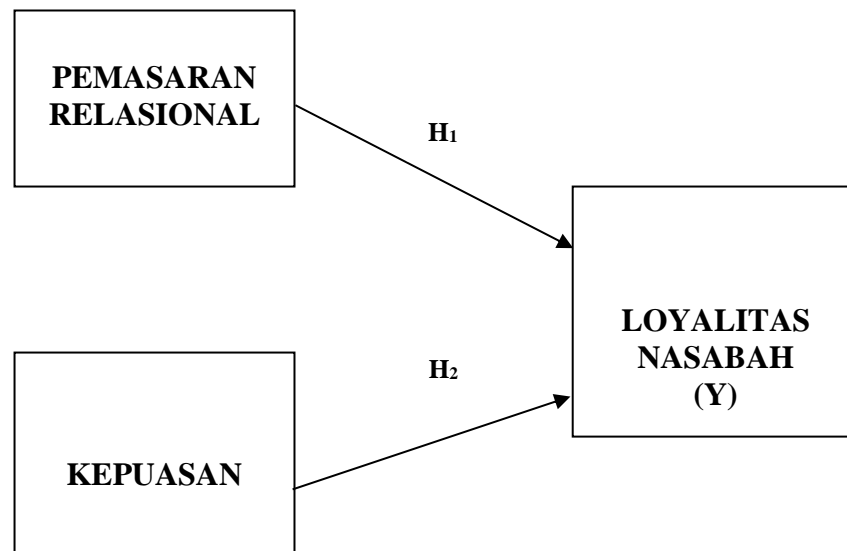 PEMASARAN
RELASIONAL
H₁
LOYALITAS
NASABAH
(Y)
H₂
KEPUASAN